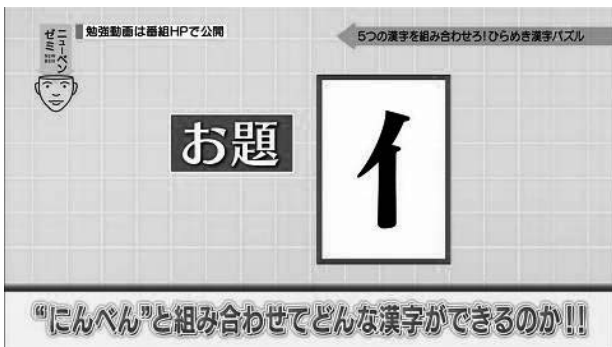 ニューベン
ゼミ
NEW BEN
ZEMI
勉強動画は番組HPで公開
5つの漢字を組み合わせろ!ひらめき漢字パズル
お題
亻
“にんべん”と組み合わせてどんな漢字ができるのか!!